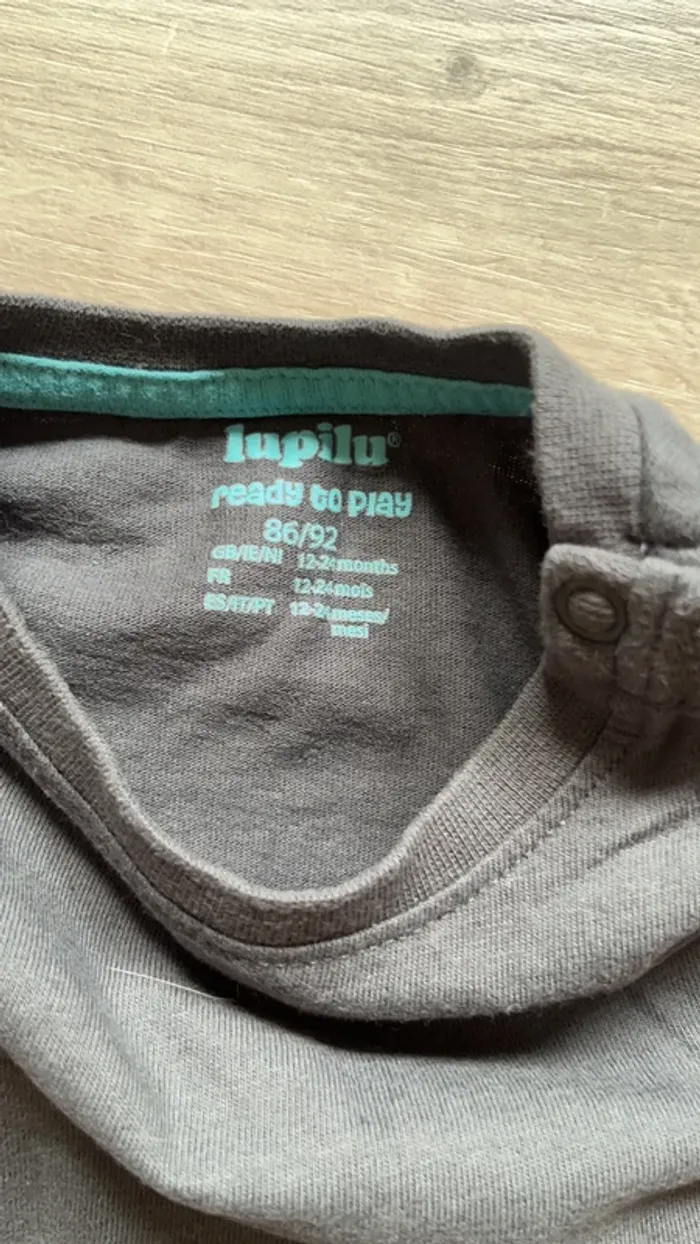 lupilu®
ready to play
86/92
GB/IE/NI 12-24 months
FR 12-24 mois
ES/IT/PT 12-24 meses/
mesi